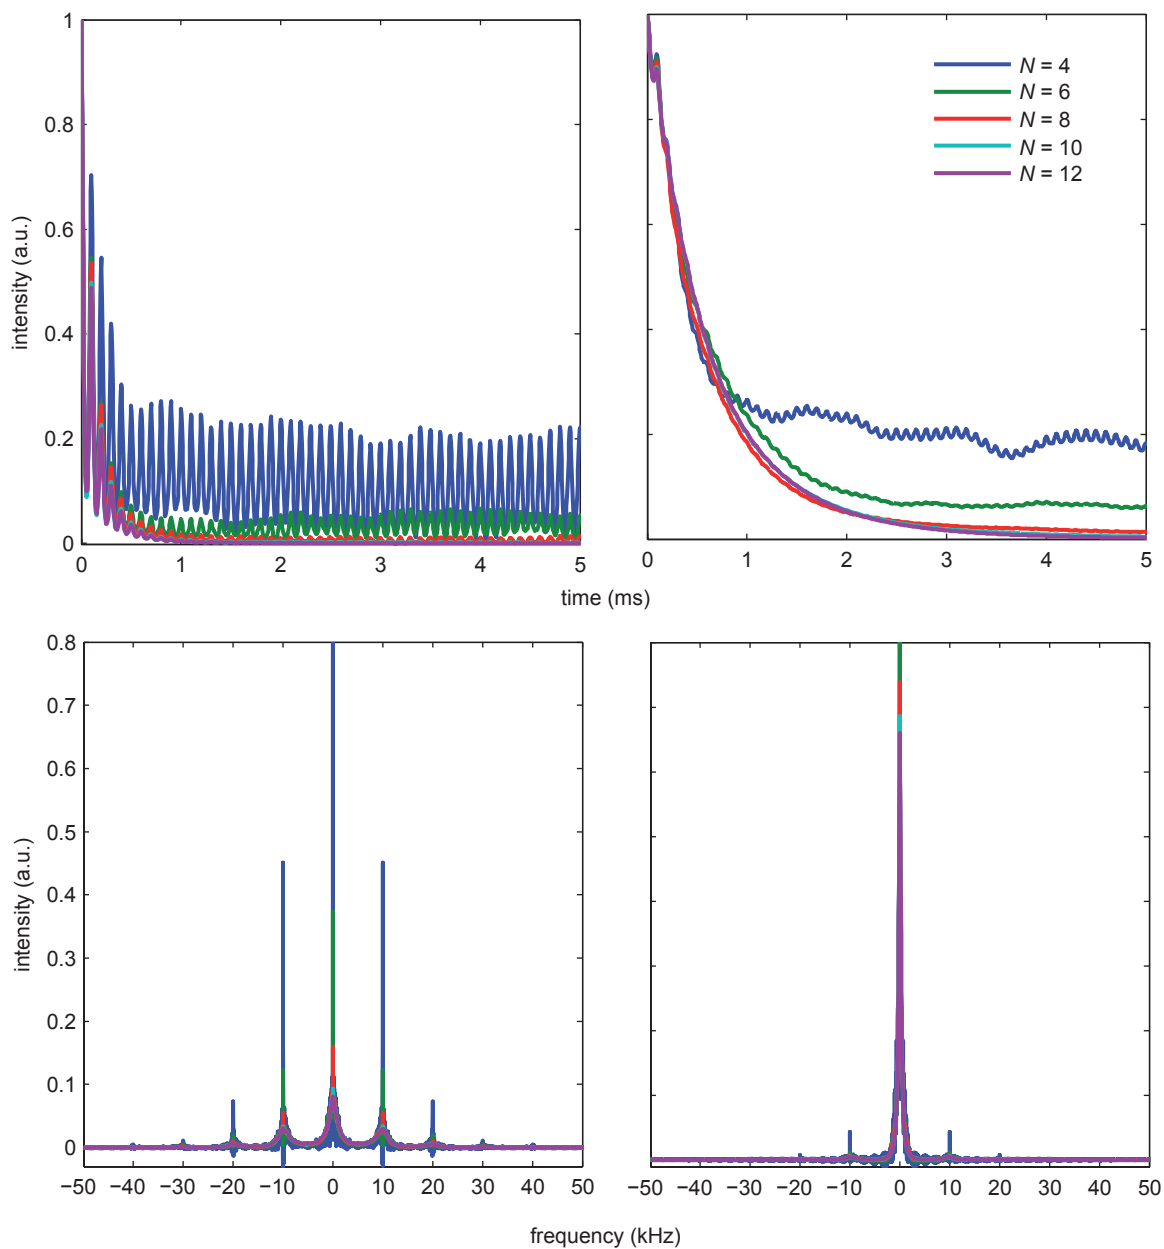 1
0.8
0.6
0.4
0.2
0
intensity (a.u.)
0 1 2 3 4 5
N = 4
N = 6
N = 8
N = 10
N = 12
0 1 2 3 4 5
time (ms)
0.8
0.7
0.6
0.5
0.4
0.3
0.2
0.1
0
intensity (a.u.)
−50 −40 −30 −20 −10 0 10 20 30 40 50
−50 −40 −30 −20 −10 0 10 20 30 40 50
frequency (kHz)